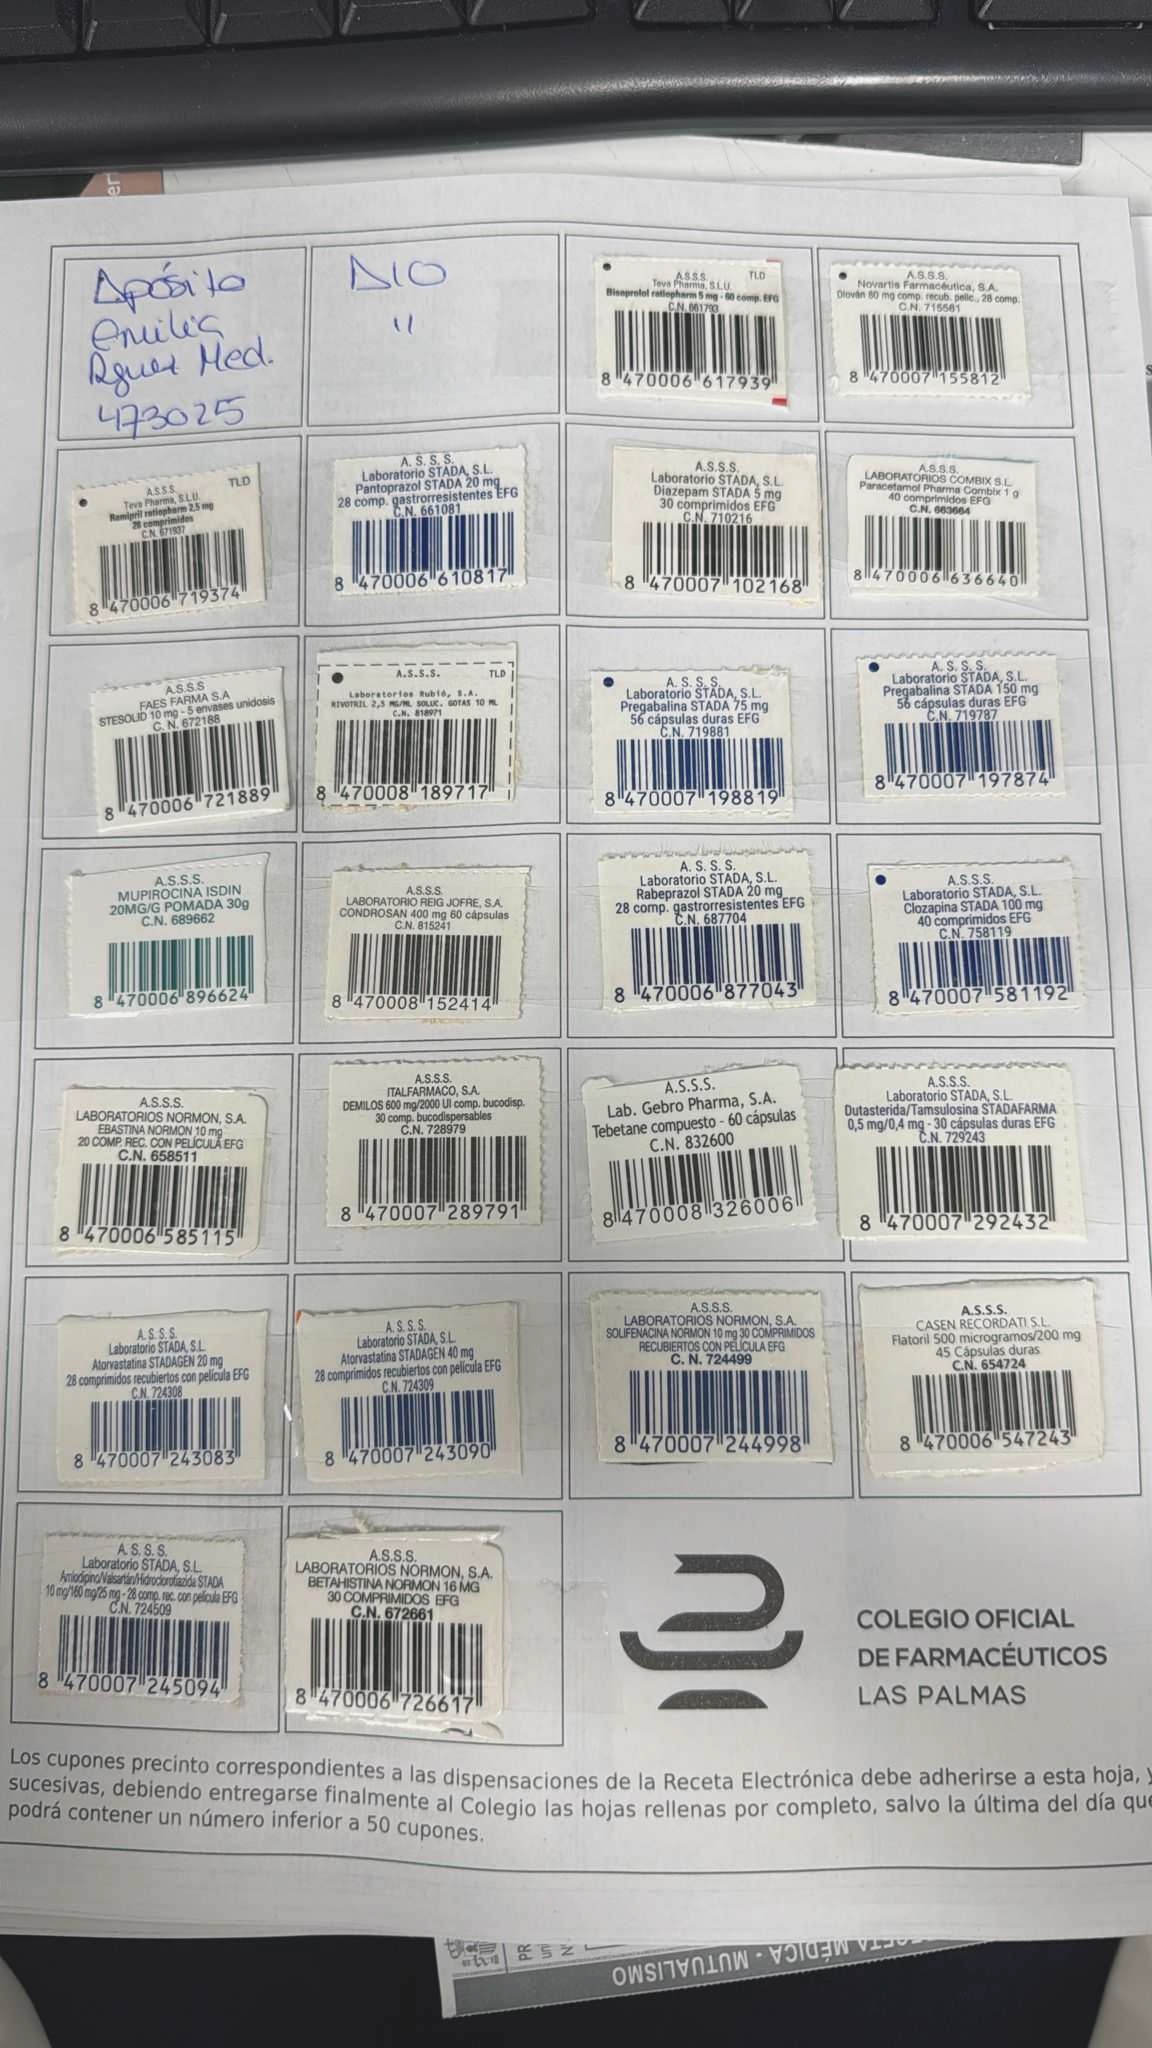 Apósito
emilia
Rguez Med.
473025
DIO
"
A.S.S.S. TLD
Teva Pharma, S.L.U.
Bisoprolol ratiopharm 5 mg - 60 comp. EFG
C.N. 661793
8 470006 617939
A.S.S.S.
Novartis Farmacéutica, S.A.
Diován 80 mg comp. recub. pelic., 28 comp.
C.N. 715581
8 470007 155812
A.S.S.S. TLD
Teva Pharma, S.L.U.
Ramipril ratiopharm 2,5 mg
28 comprimidos
C.N. 671937
8 470006 719374
A. S. S. S.
Laboratorio STADA, S.L.
Pantoprazol STADA 20 mg
28 comp. gastrorresistentes EFG
C.N. 661081
8 470006 610817
A.S.S.S.
Laboratorio STADA, S.L.
Diazepam STADA 5 mg
30 comprimidos EFG
C.N. 710216
8 470007 102168
A.S.S.S.
LABORATORIOS COMBIX S.L.
Paracetamol Pharma Combix 1 g
40 comprimidos EFG
C.N. 663664
8 470006 636640
A.S.S.S
FAES FARMA S.A
STESOLID 10 mg - 5 envases unidosis
C. N. 672188
8 470006 721889
A.S.S.S. TLD
Laboratorios Rubió, S.A.
RIVOTRIL 2,5 MG/ML SOLUC. GOTAS 10 ML
C.N. 818971
8 470008 189717
A. S. S. S.
Laboratorio STADA, S.L.
Pregabalina STADA 75 mg
56 cápsulas duras EFG
C.N. 719881
8 470007 198819
A. S. S. S.
Laboratorio STADA, S.L.
Pregabalina STADA 150 mg
56 cápsulas duras EFG
C.N. 719787
8 470007 197874
A.S.S.S.
MUPIROCINA ISDIN
20MG/G POMADA 30g
C.N. 689662
8 470006 896624
A.S.S.S.
LABORATORIO REIG JOFRE, S.A.
CONDROSAN 400 mg 60 cápsulas
C.N. 815241
8 470008 152414
A. S. S. S.
Laboratorio STADA, S.L.
Rabeprazol STADA 20 mg
28 comp. gastrorresistentes EFG
C.N. 687704
8 470006 877043
A.S.S.S.
Laboratorio STADA, S.L.
Clozapina STADA 100 mg
40 comprimidos EFG
C.N. 758119
8 470007 581192
A.S.S.S.
LABORATORIOS NORMON, S.A.
EBASTINA NORMON 10 mg
20 COMP. REC. CON PELÍCULA EFG
C.N. 658511
8 470006 585115
A.S.S.S.
ITALFARMACO, S.A.
DEMILOS 600 mg/2000 UI comp. bucodisp.
30 comp. bucodispersables
C.N. 728979
8 470007 289791
A.S.S.S.
Lab. Gebro Pharma, S.A.
Tebetane compuesto - 60 cápsulas
C.N. 832600
8 470008 326006
A.S.S.S.
Laboratorio STADA, S.L.
Dutasterida/Tamsulosina STADAFARMA
0,5 mg/0,4 mg - 30 cápsulas duras EFG
C.N. 729243
8 470007 292432
A. S. S. S.
Laboratorio STADA, S.L.
Atorvastatina STADAGEN 20 mg
28 comprimidos recubiertos con película EFG
C.N. 724308
8 470007 243083
A. S. S. S.
Laboratorio STADA, S.L.
Atorvastatina STADAGEN 40 mg
28 comprimidos recubiertos con película EFG
C.N. 724309
8 470007 243090
A.S.S.S.
LABORATORIOS NORMON, S.A.
SOLIFENACINA NORMON 10 mg 30 COMPRIMIDOS
RECUBIERTOS CON PELÍCULA EFG
C. N. 724499
8 470007 244998
A.S.S.S.
CASEN RECORDATI S.L.
Flatoril 500 microgramos/200 mg
45 Cápsulas duras
C.N. 654724
8 470006 547243
A. S. S. S.
Laboratorio STADA, S.L.
Amlodipino/Valsartán/Hidroclorotiazida STADA
10 mg/160 mg/25 mg - 28 comp. rec. con película EFG
C.N. 724509
8 470007 245094
A.S.S.S.
LABORATORIOS NORMON, S.A.
BETAHISTINA NORMON 16 MG
30 COMPRIMIDOS EFG
C.N. 672661
8 470006 726617
COLEGIO OFICIAL
DE FARMACÉUTICOS
LAS PALMAS
Los cupones precinto correspondientes a las dispensaciones de la Receta Electrónica debe adherirse a esta hoja, y
sucesivas, debiendo entregarse finalmente al Colegio las hojas rellenas por completo, salvo la última del día que
podrá contener un número inferior a 50 cupones.
MÉDICA - MUTUALISMO